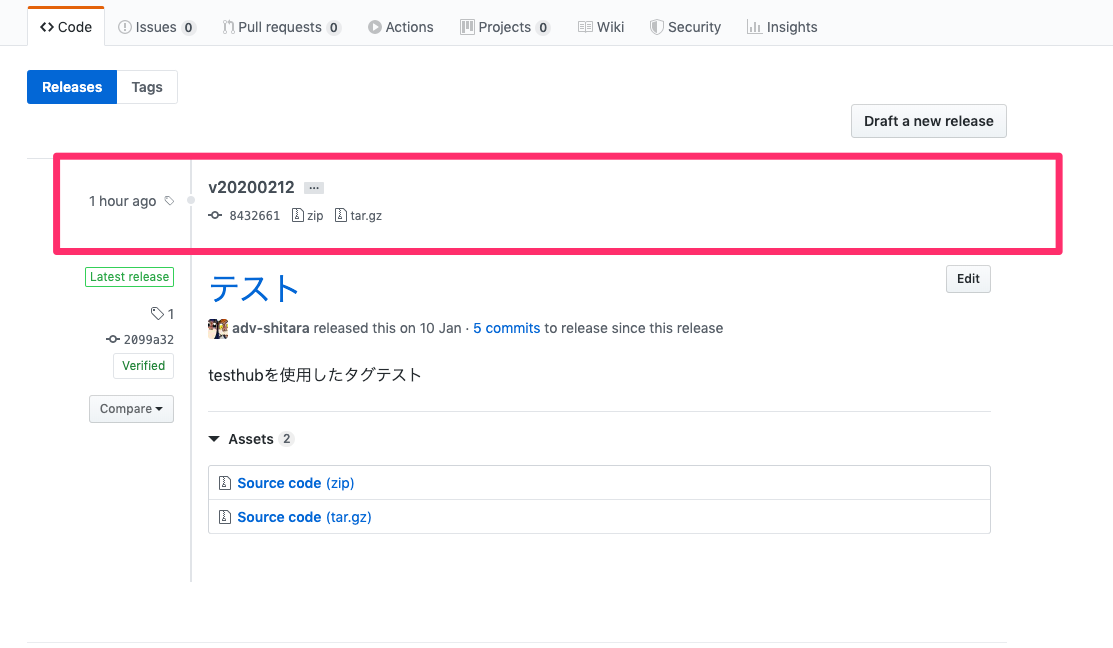 Code Issues 0 Pull requests 0 Actions Projects 0 Wiki Security Insights
Releases Tags
Draft a new release
1 hour ago
v20200212 ...
8432661 zip tar.gz
Latest release
1
2099a32
Verified
Compare
テスト
Edit
adv-shitara released this on 10 Jan · 5 commits to release since this release
testhubを使用したタグテスト
Assets 2
Source code (zip)
Source code (tar.gz)